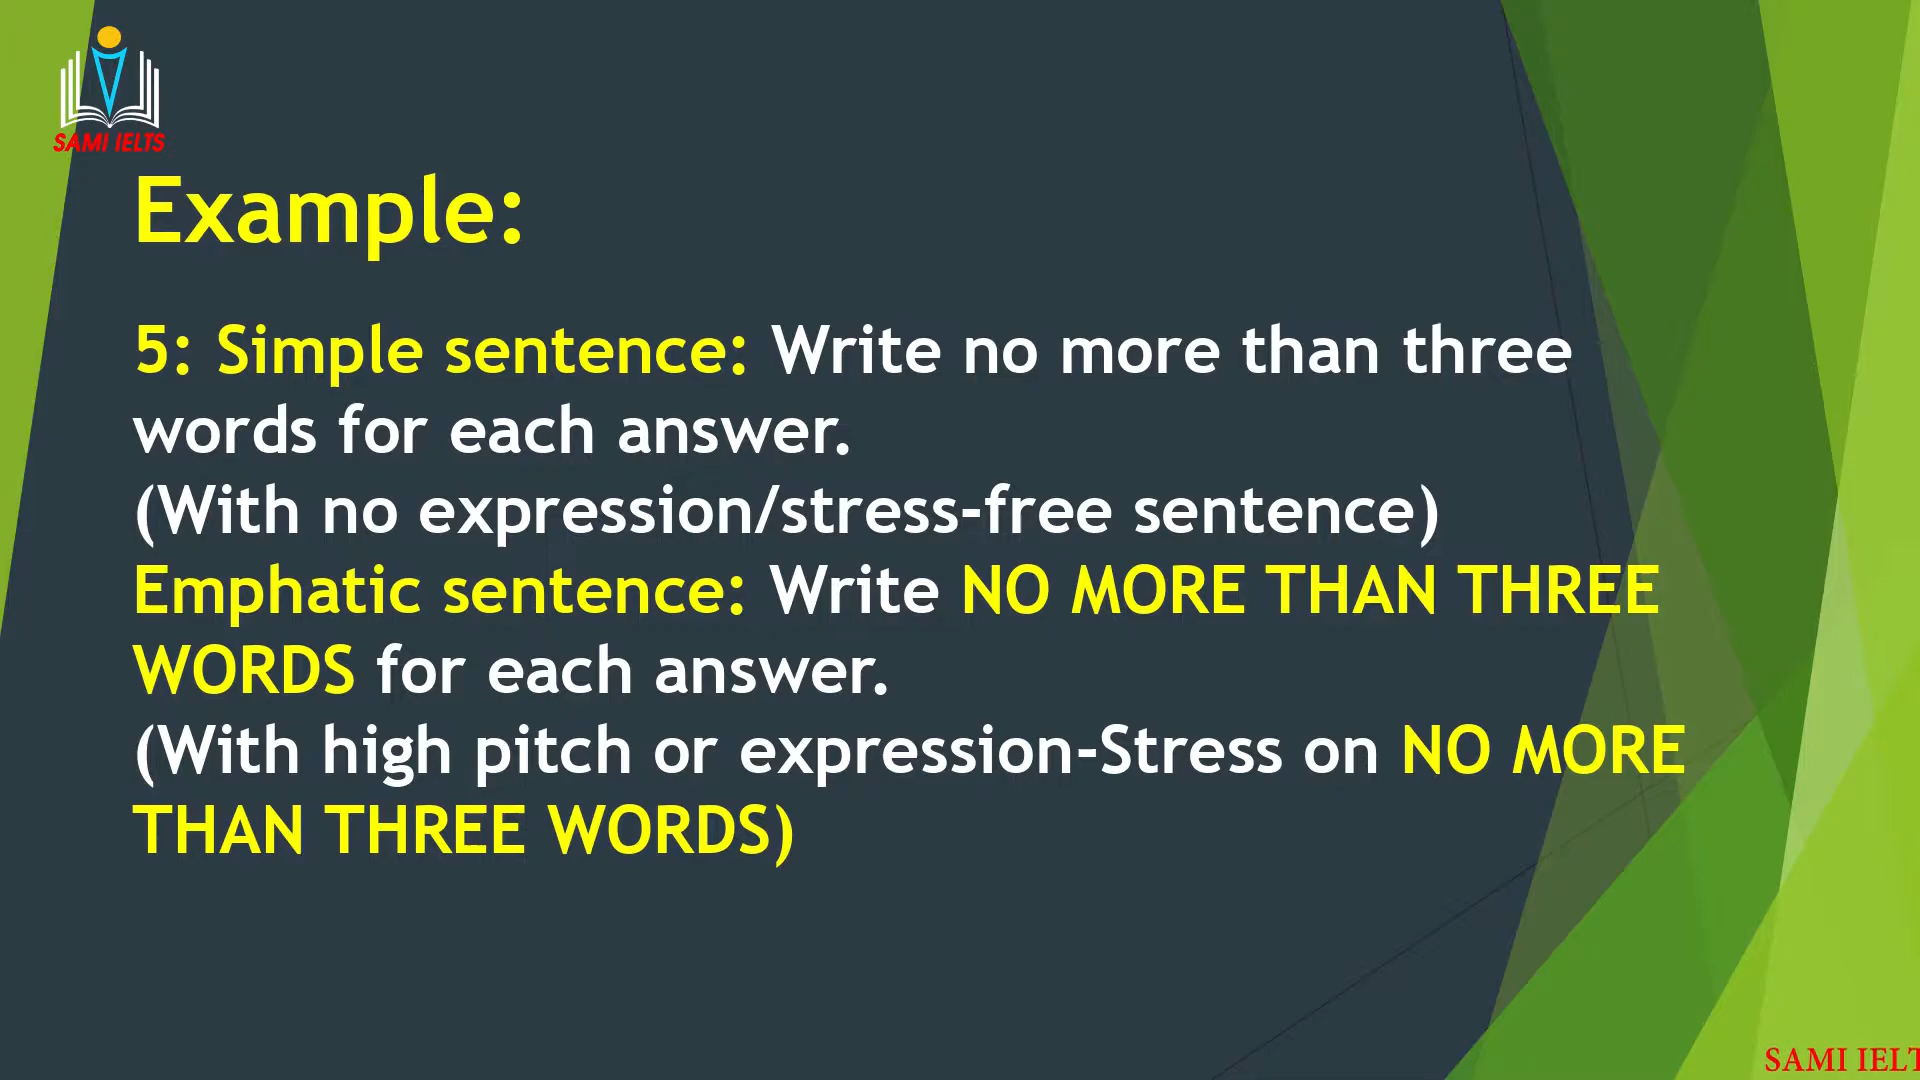 SAMI IELTS
Example:
5: Simple sentence: Write no more than three
words for each answer.
(With no expression/stress-free sentence)
Emphatic sentence: Write NO MORE THAN THREE
WORDS for each answer.
(With high pitch or expression-Stress on NO MORE
THAN THREE WORDS)
SAMI IELT